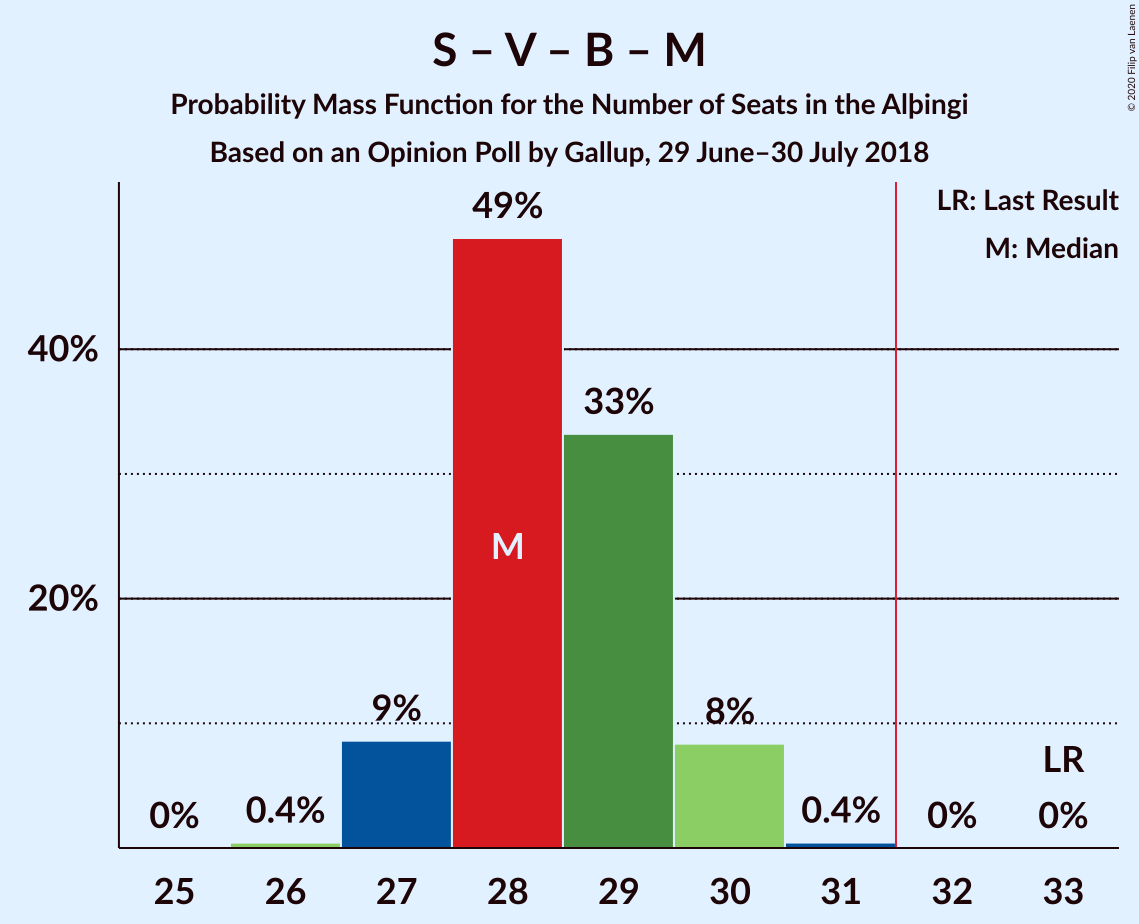 S – V – B – M
Probability Mass Function for the Number of Seats in the Alþingi
Based on an Opinion Poll by Gallup, 29 June–30 July 2018
© 2020 Filip van Laenen
LR: Last Result
M: Median
49%
40%
33%
M
20%
9%
8%
LR
0%
0.4%
0.4%
0%
0%
25
26
27
28
29
30
31
32
33